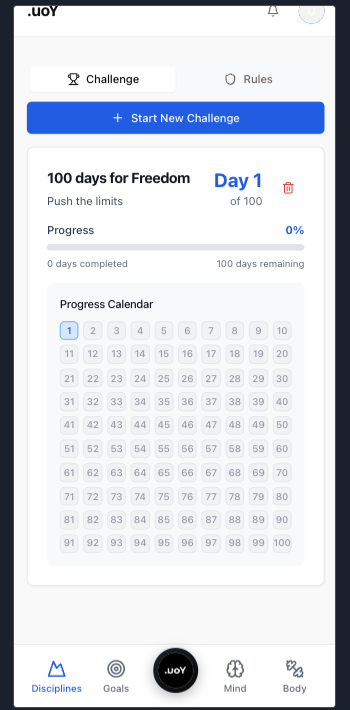 .uoY
Challenge
Rules
+ Start New Challenge
100 days for Freedom
Day 1
Push the limits
of 100
Progress
0%
0 days completed
100 days remaining
Progress Calendar
1 2 3 4 5 6 7 8 9 10
11 12 13 14 15 16 17 18 19 20
21 22 23 24 25 26 27 28 29 30
31 32 33 34 35 36 37 38 39 40
41 42 43 44 45 46 47 48 49 50
51 52 53 54 55 56 57 58 59 60
61 62 63 64 65 66 67 68 69 70
71 72 73 74 75 76 77 78 79 80
81 82 83 84 85 86 87 88 89 90
91 92 93 94 95 96 97 98 99 100
Disciplines
Goals
.uoY
Mind
Body